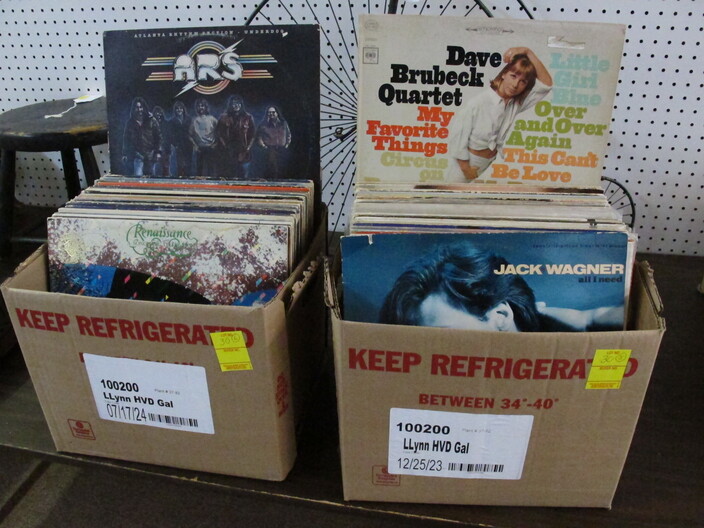 ATLANTA RHYTHM SECTION - UNDERDOG
ARS
Renaissance
KEEP REFRIGERATED
100200
LLynn HVD Gal
07/17/24
Dave
Brubeck
Quartet
My
Favorite
Things
Circus
on
Little
Girl
Blue
Over
and Over
Again
This Can't
Be Love
JACK WAGNER
all i need
KEEP REFRIGERATED
BETWEEN 34°-40°
100200
LLynn HVD Gal
12/25/23